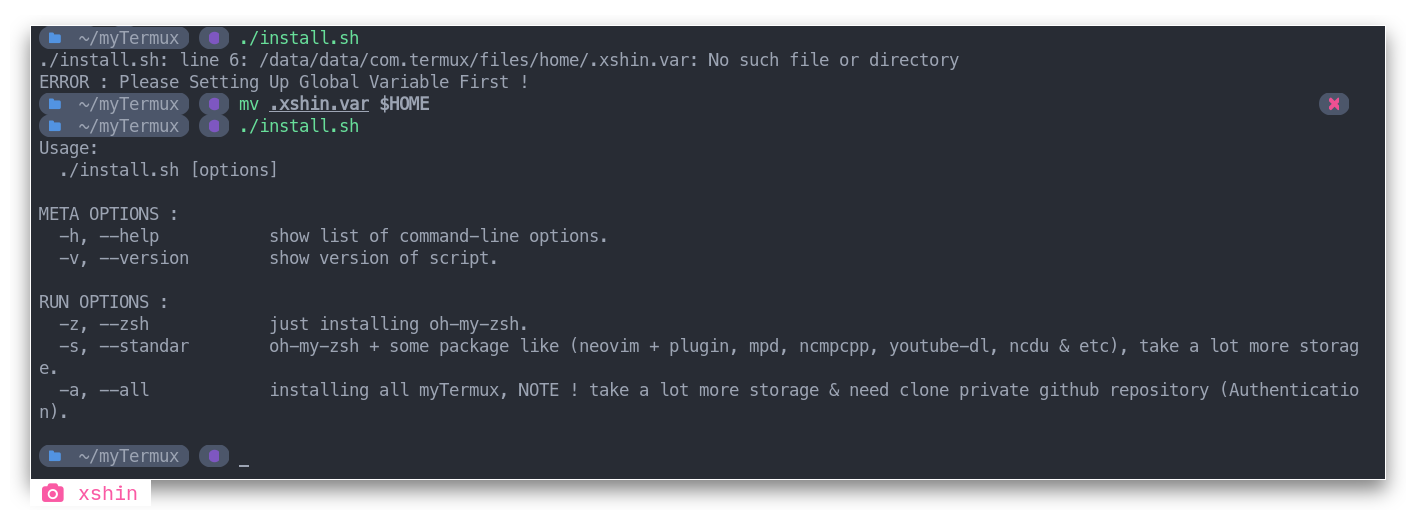 ~/myTermux ./install.sh
./install.sh: line 6: /data/data/com.termux/files/home/.xshin.var: No such file or directory
ERROR : Please Setting Up Global Variable First !
~/myTermux mv .xshin.var $HOME
~/myTermux ./install.sh
Usage:
  ./install.sh [options]

META OPTIONS :
  -h, --help           show list of command-line options.
  -v, --version        show version of script.

RUN OPTIONS :
  -z, --zsh            just installing oh-my-zsh.
  -s, --standar        oh-my-zsh + some package like (neovim + plugin, mpd, ncmpcpp, youtube-dl, ncdu & etc), take a lot more storag
e.
  -a, --all            installing all myTermux, NOTE ! take a lot more storage & need clone private github repository (Authenticatio
n).

~/myTermux _
xshin